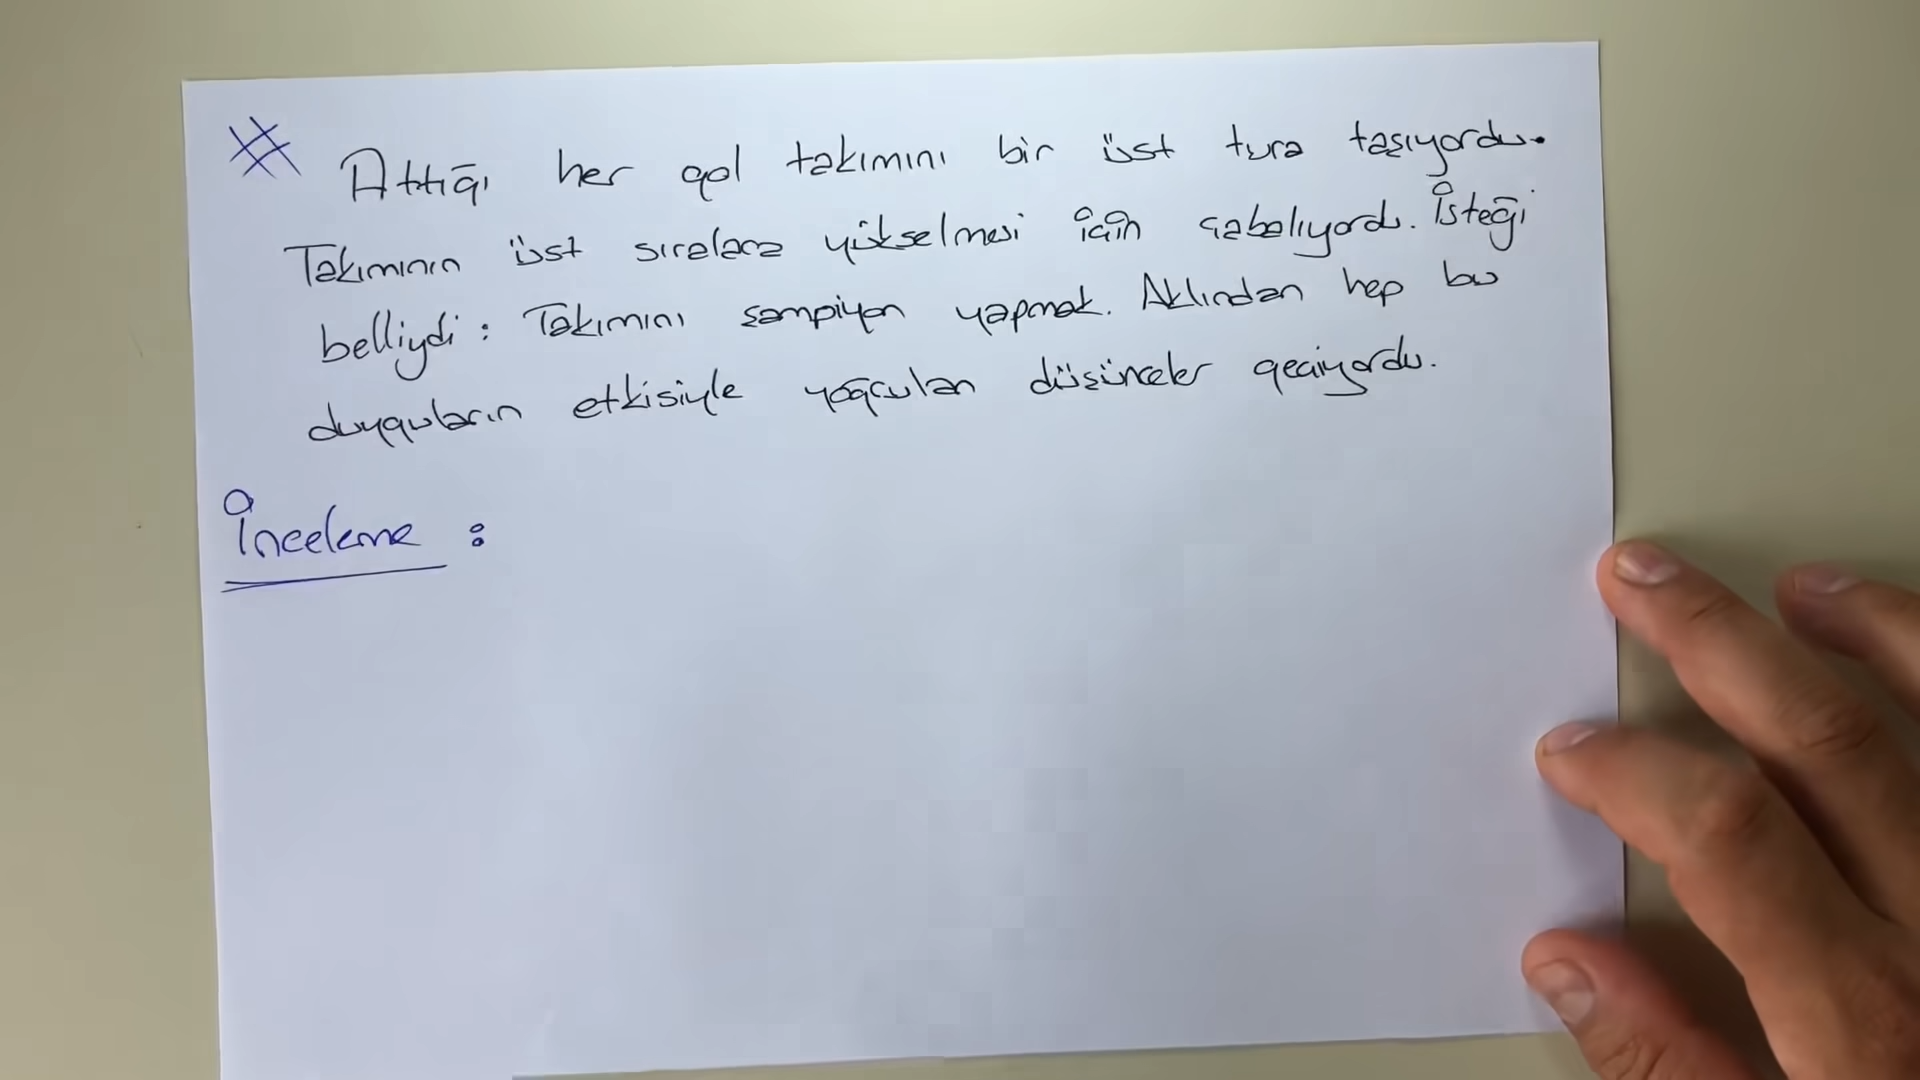 Attığı her gol takımını bir üst tura taşıyordu.
Takımının üst sıralara yükselmesi için çabalıyordu. İsteği
belliydi: Takımını şampiyon yapmak. Aklından hep bu
duyguların etkisiyle yoğrulan düşünceler geçiyordu.
İnceleme :